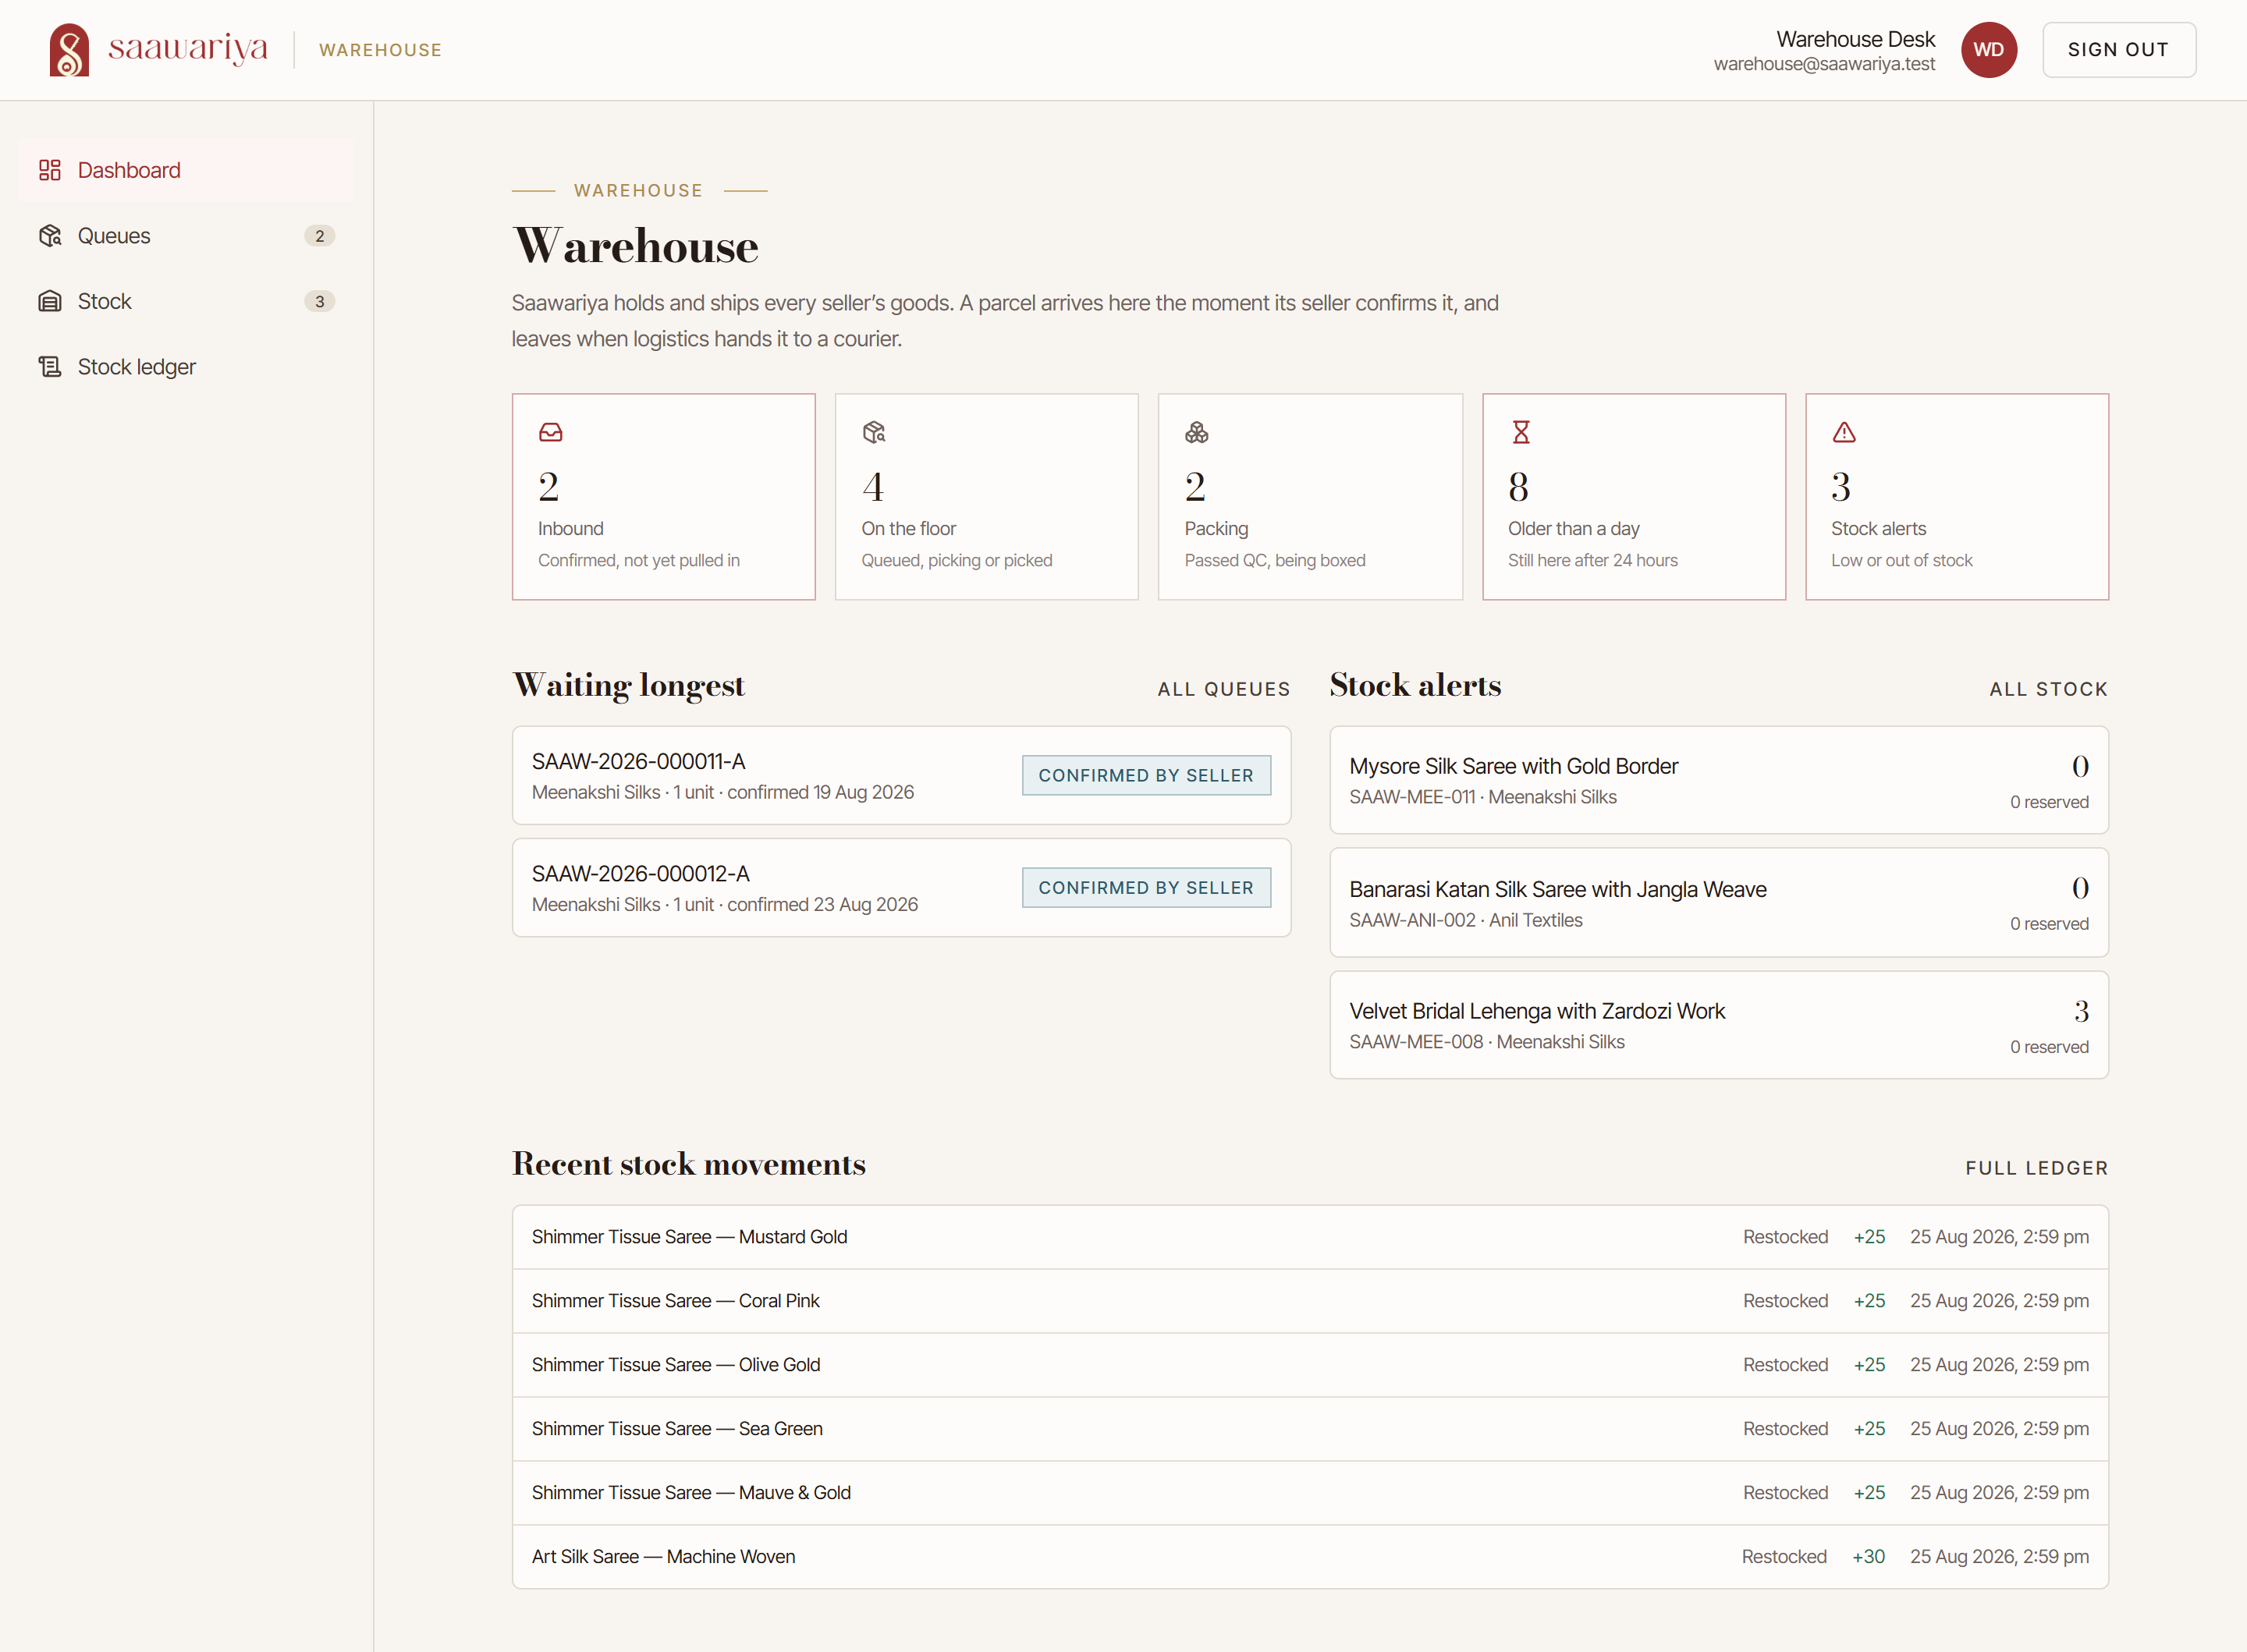 saawariya
WAREHOUSE
Warehouse Desk
warehouse@saawariya.test
WD
SIGN OUT
Dashboard
Queues 2
Stock 3
Stock ledger
WAREHOUSE
Warehouse
Saawariya holds and ships every seller’s goods. A parcel arrives here the moment its seller confirms it, and
leaves when logistics hands it to a courier.
2
Inbound
Confirmed, not yet pulled in
4
On the floor
Queued, picking or picked
2
Packing
Passed QC, being boxed
8
Older than a day
Still here after 24 hours
3
Stock alerts
Low or out of stock
Waiting longest
ALL QUEUES
SAAW-2026-000011-A
Meenakshi Silks · 1 unit · confirmed 19 Aug 2026
CONFIRMED BY SELLER
SAAW-2026-000012-A
Meenakshi Silks · 1 unit · confirmed 23 Aug 2026
CONFIRMED BY SELLER
Stock alerts
ALL STOCK
Mysore Silk Saree with Gold Border
SAAW-MEE-011 · Meenakshi Silks
0
0 reserved
Banarasi Katan Silk Saree with Jangla Weave
SAAW-ANI-002 · Anil Textiles
0
0 reserved
Velvet Bridal Lehenga with Zardozi Work
SAAW-MEE-008 · Meenakshi Silks
3
0 reserved
Recent stock movements
FULL LEDGER
Shimmer Tissue Saree — Mustard Gold Restocked +25 25 Aug 2026, 2:59 pm
Shimmer Tissue Saree — Coral Pink Restocked +25 25 Aug 2026, 2:59 pm
Shimmer Tissue Saree — Olive Gold Restocked +25 25 Aug 2026, 2:59 pm
Shimmer Tissue Saree — Sea Green Restocked +25 25 Aug 2026, 2:59 pm
Shimmer Tissue Saree — Mauve & Gold Restocked +25 25 Aug 2026, 2:59 pm
Art Silk Saree — Machine Woven Restocked +30 25 Aug 2026, 2:59 pm